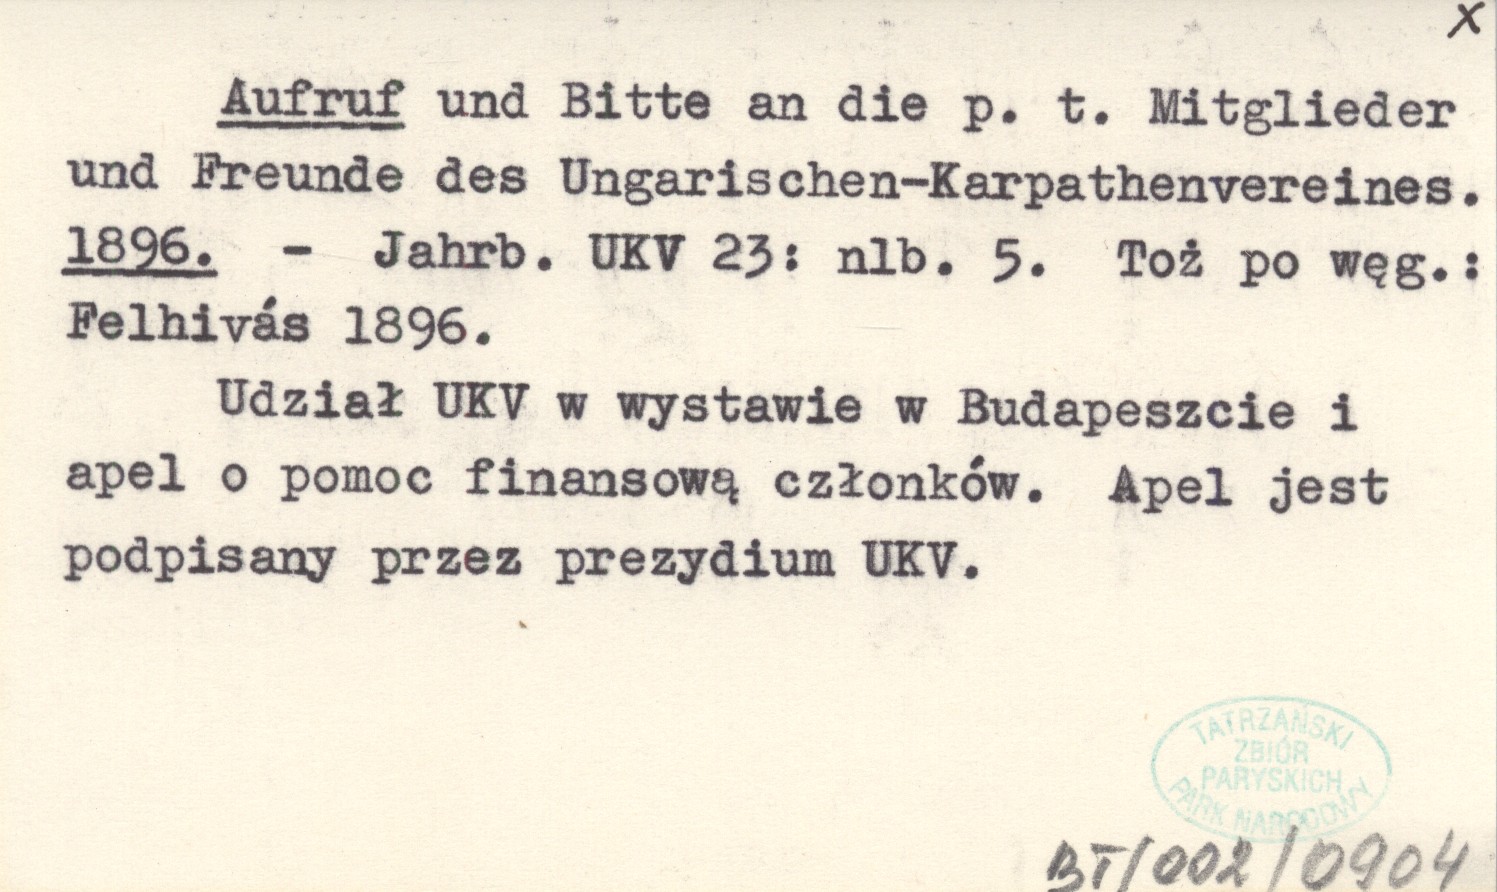 x
Aufruf und Bitte an die p. t. Mitglieder
und Freunde des Ungarischen-Karpathenvereines.
1896. - Jahrb. UKV 23: nlb. 5. Toż po węg.:
Felhivás 1896.
Udział UKV w wystawie w Budapeszcie i
apel o pomoc finansową członków. Apel jest
podpisany przez prezydium UKV.
TATRZAŃSKI
ZBIÓR
PARYSKICH
PARK NARODOWY
BT/002/0904